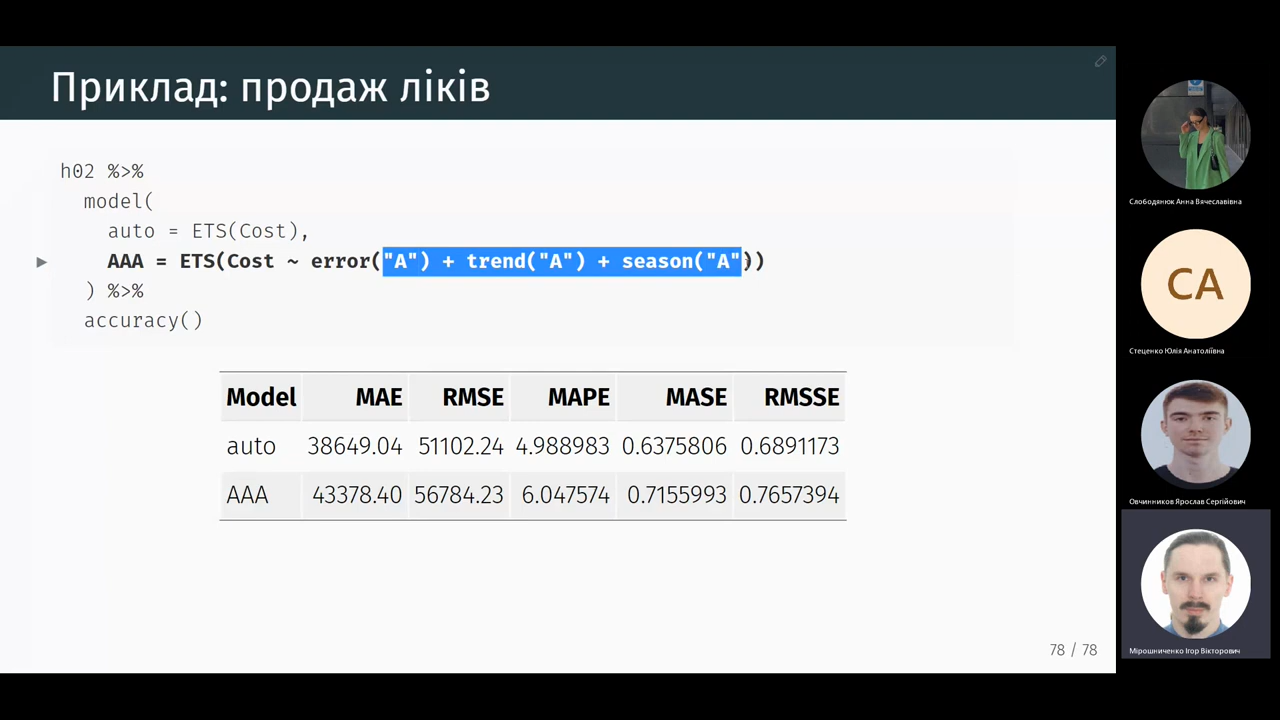 Приклад: продаж ліків
h02 %>%
model(
auto = ETS(Cost),
▶ AAA = ETS(Cost ~ error("A") + trend("A") + season("A"))
) %>%
accuracy()
Model MAE RMSE MAPE MASE RMSSE
auto 38649.04 51102.24 4.988983 0.6375806 0.6891173
AAA 43378.40 56784.23 6.047574 0.7155993 0.7657394
78 / 78
Слободянюк Анна Вячеславівна
СА
Стеценко Юлія Анатоліївна
Овчинников Ярослав Сергійович
Мірошниченко Ігор Вікторович